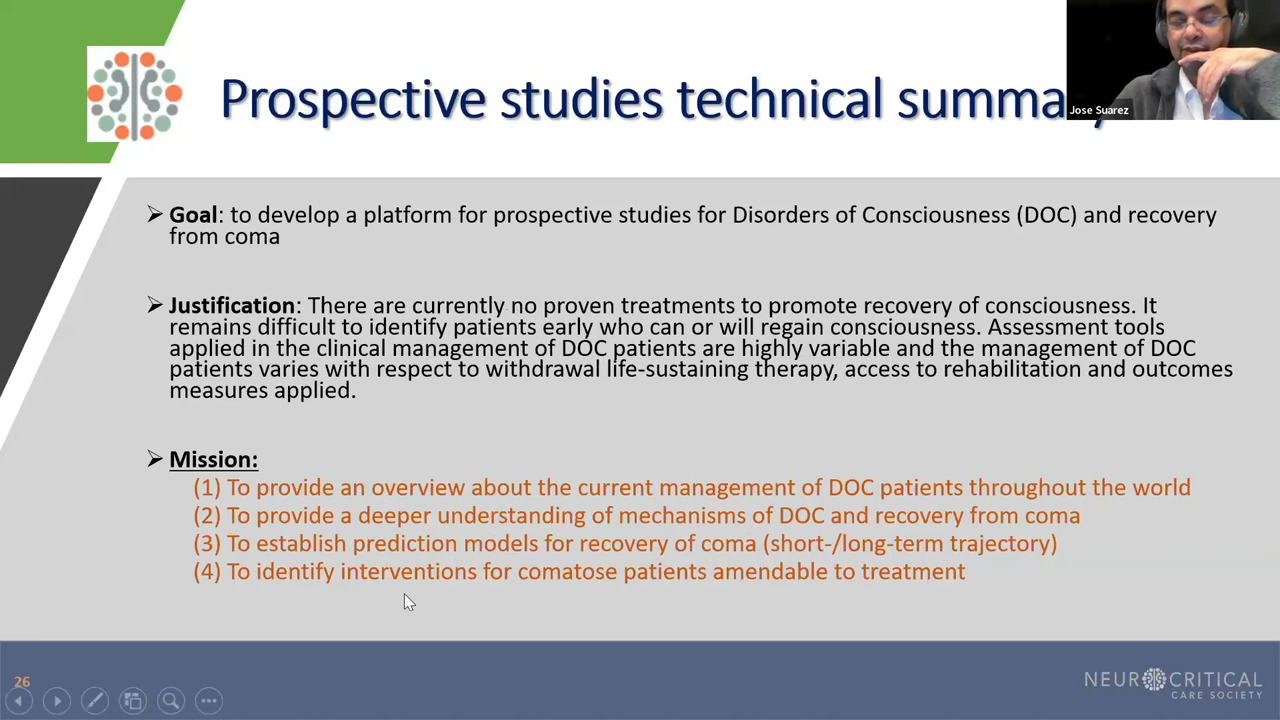 Prospective studies technical summa
Jose Suarez
➢ Goal: to develop a platform for prospective studies for Disorders of Consciousness (DOC) and recovery
from coma
➢ Justification: There are currently no proven treatments to promote recovery of consciousness. It
remains difficult to identify patients early who can or will regain consciousness. Assessment tools
applied in the clinical management of DOC patients are highly variable and the management of DOC
patients varies with respect to withdrawal life-sustaining therapy, access to rehabilitation and outcomes
measures applied.
➢ Mission:
(1) To provide an overview about the current management of DOC patients throughout the world
(2) To provide a deeper understanding of mechanisms of DOC and recovery from coma
(3) To establish prediction models for recovery of coma (short-/long-term trajectory)
(4) To identify interventions for comatose patients amendable to treatment
26
NEUROCRITICAL
CARE SOCIETY